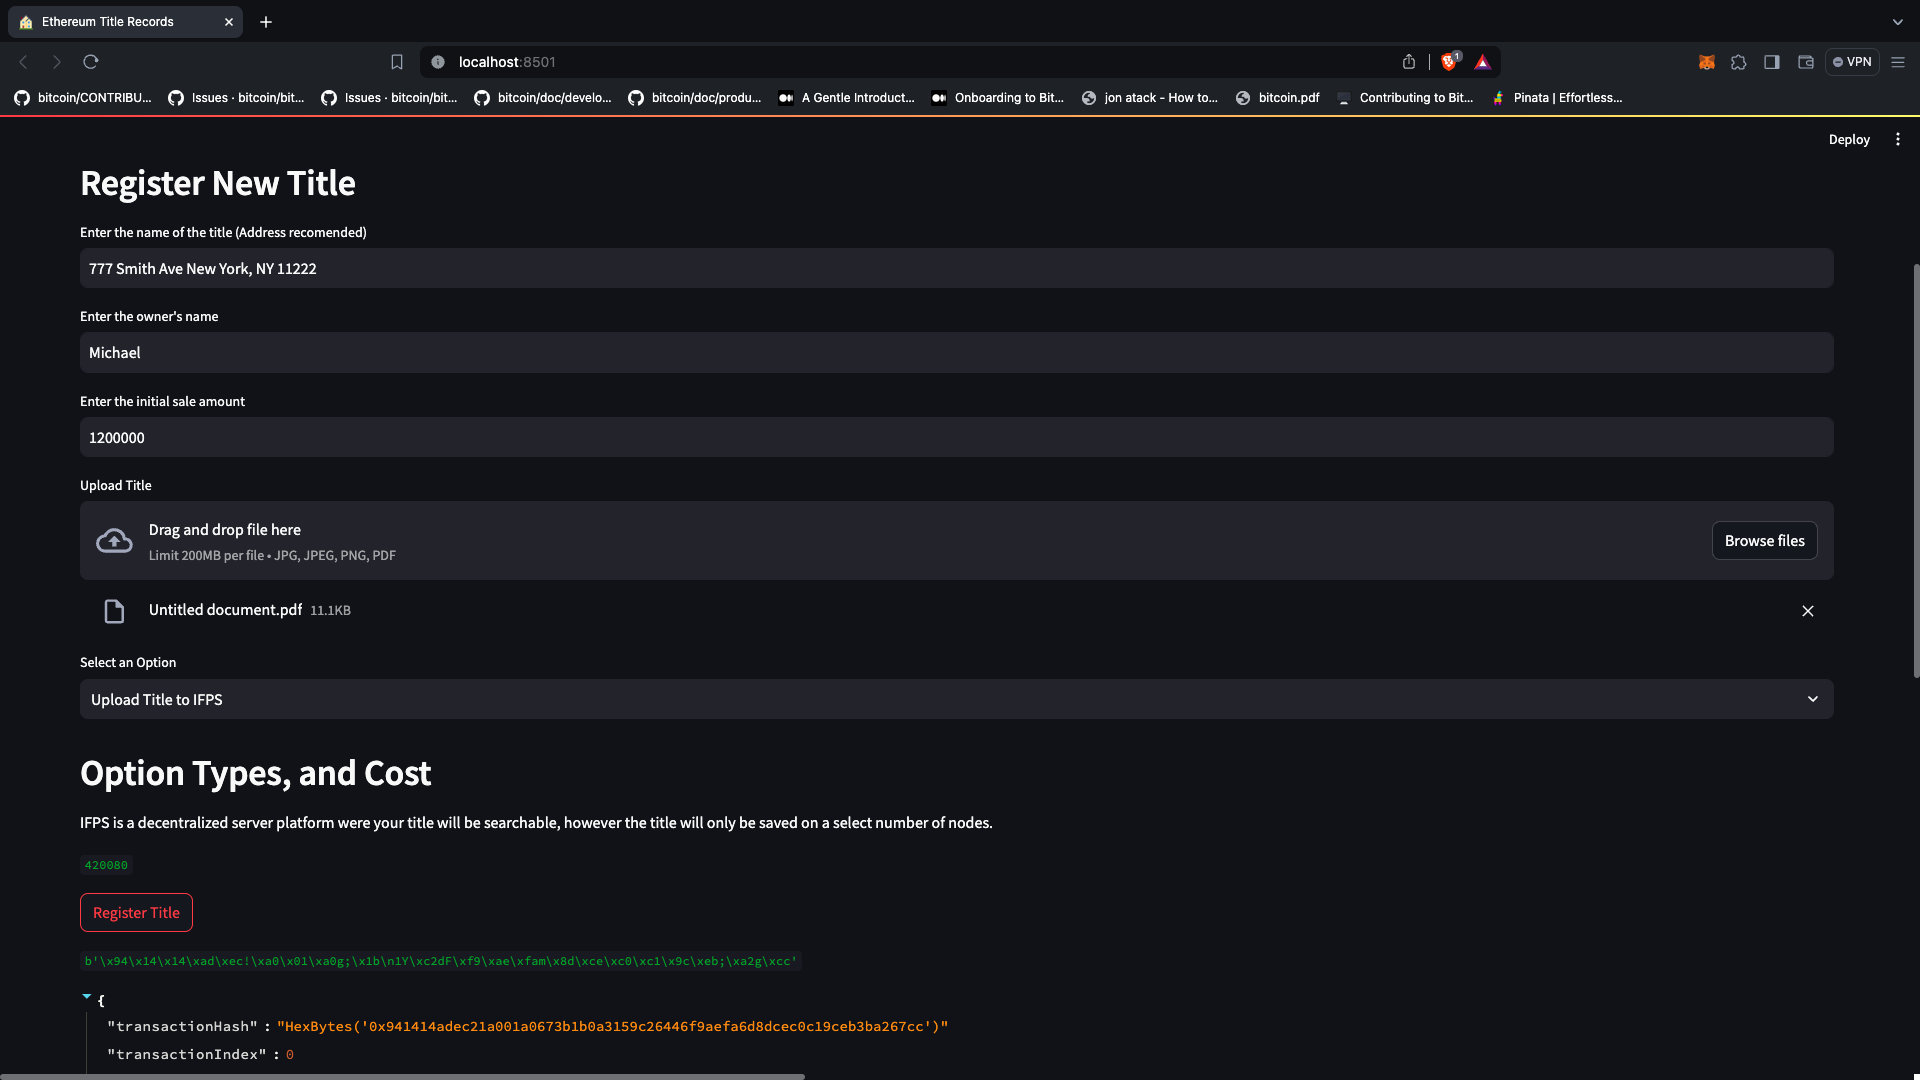 Ethereum Title Records
localhost:8501
1
VPN
bitcoin/CONTRIBU...
Issues · bitcoin/bit...
Issues · bitcoin/bit...
bitcoin/doc/develo...
bitcoin/doc/produ...
A Gentle Introduct...
Onboarding to Bit...
jon atack - How to...
bitcoin.pdf
Contributing to Bit...
Pinata | Effortless...
Deploy
Register New Title
Enter the name of the title (Address recomended)
777 Smith Ave New York, NY 11222
Enter the owner's name
Michael
Enter the initial sale amount
1200000
Upload Title
Drag and drop file here
Limit 200MB per file • JPG, JPEG, PNG, PDF
Browse files
Untitled document.pdf 11.1KB
Select an Option
Upload Title to IFPS
Option Types, and Cost
IFPS is a decentralized server platform were your title will be searchable, however the title will only be saved on a select number of nodes.
420080
Register Title
b'\x94\x14\x14\xad\xec!\xa0\x01\xa0g;\x1b\n1Y\xc2dF\xf9\xae\xfam\x8d\xce\xc0\xc1\x9c\xeb;\xa2g\xcc'
{
"transactionHash" : "HexBytes('0x941414adec21a001a0673b1b0a3159c26446f9aefa6d8dcec0c19ceb3ba267cc')"
"transactionIndex" : 0